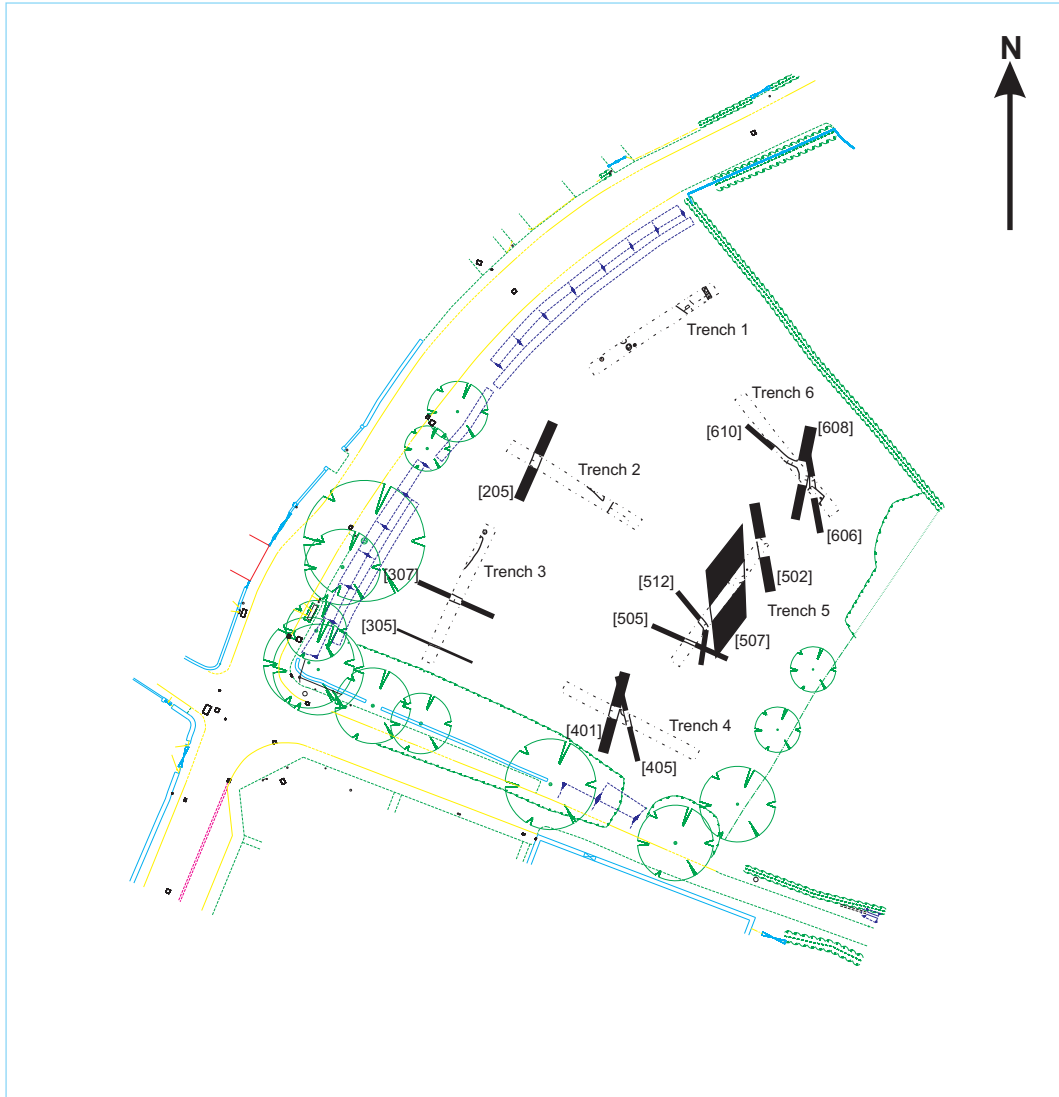 N
Trench 1
Trench 6
[610]
[608]
Trench 2
[205]
[606]
Trench 3
[307]
[512]
[502]
[505]
Trench 5
[305]
[507]
Trench 4
[401]
[405]